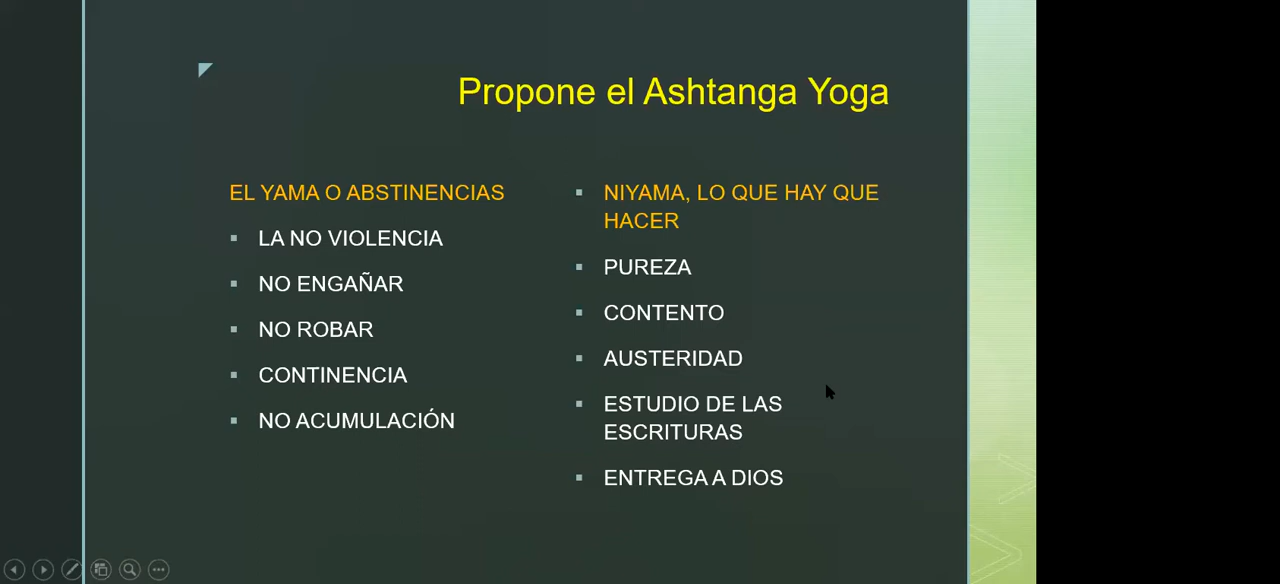 Propone el Ashtanga Yoga
EL YAMA O ABSTINENCIAS
LA NO VIOLENCIA
NO ENGAÑAR
NO ROBAR
CONTINENCIA
NO ACUMULACIÓN
NIYAMA, LO QUE HAY QUE
HACER
PUREZA
CONTENTO
AUSTERIDAD
ESTUDIO DE LAS
ESCRITURAS
ENTREGA A DIOS